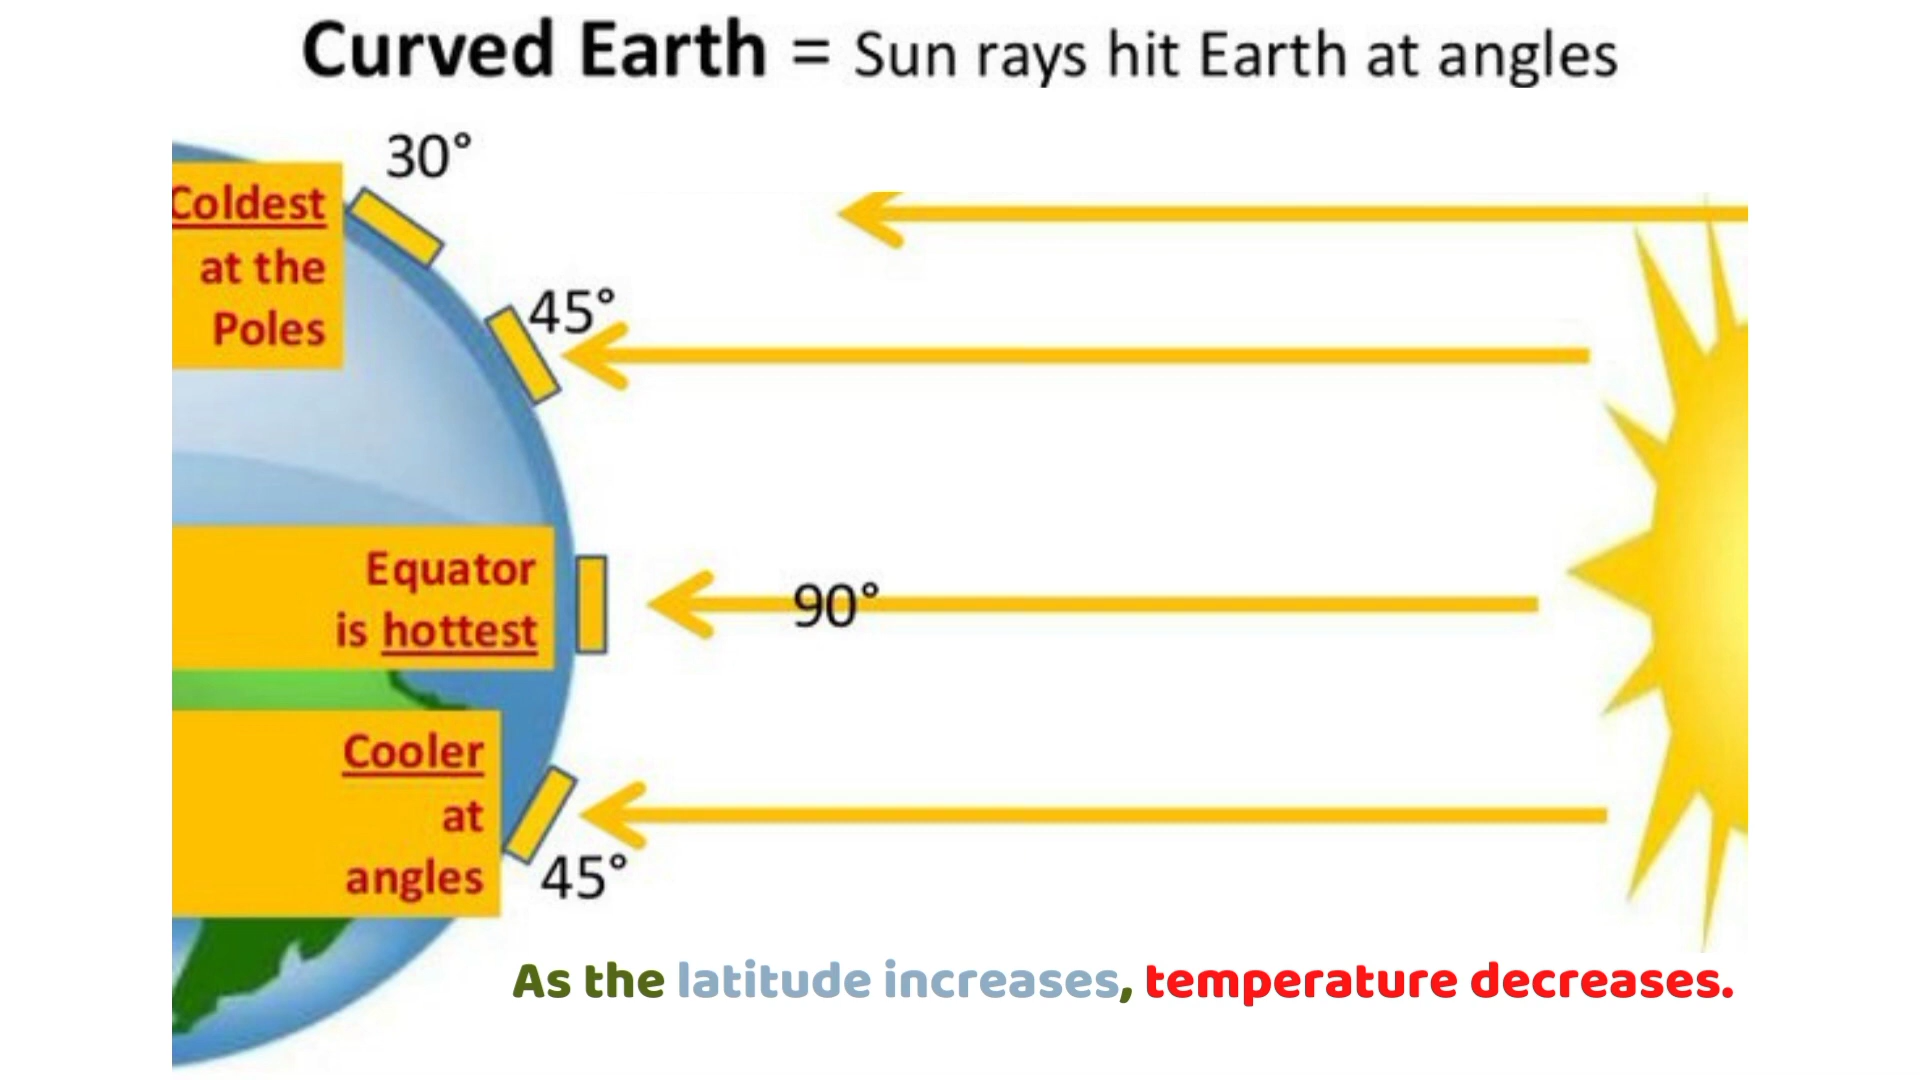 Curved Earth = Sun rays hit Earth at angles
30°
Coldest
at the
Poles
45°
Equator
is hottest
90°
Cooler
at
angles
45°
As the latitude increases, temperature decreases.